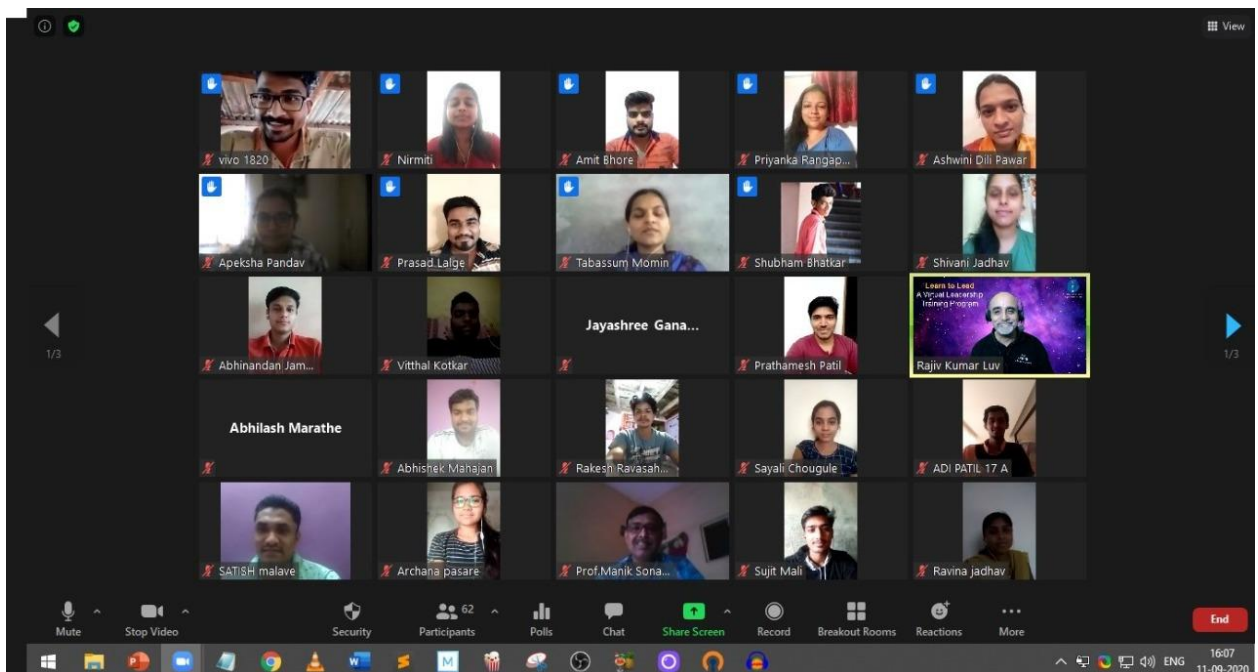 View
vivo 1820
Nirmiti
Amit Bhore
Priyanka Rangap...
Ashwini Dili Pawar
Apeksha Pandav
Prasad Lalge
Tabassum Momin
Shubham Bhatkar
Shivani Jadhav
1/3
Abhinandan Jam...
Vitthal Kotkar
Jayashree Gana...
Prathamesh Patil
Learn to Lead
A Virtual Leadership
Training Program
Rajiv Kumar Luv
1/3
Abhilash Marathe
Abhishek Mahajan
Rakesh Ravasah...
Sayali Chougule
ADI PATIL 17 A
SATISH malave
Archana pasare
Prof.Manik Sona...
Sujit Mali
Ravina jadhav
Mute
Stop Video
Security
62
Participants
Polls
Chat
Share Screen
Record
Breakout Rooms
Reactions
More
End
ENG
16:07
11-09-2020